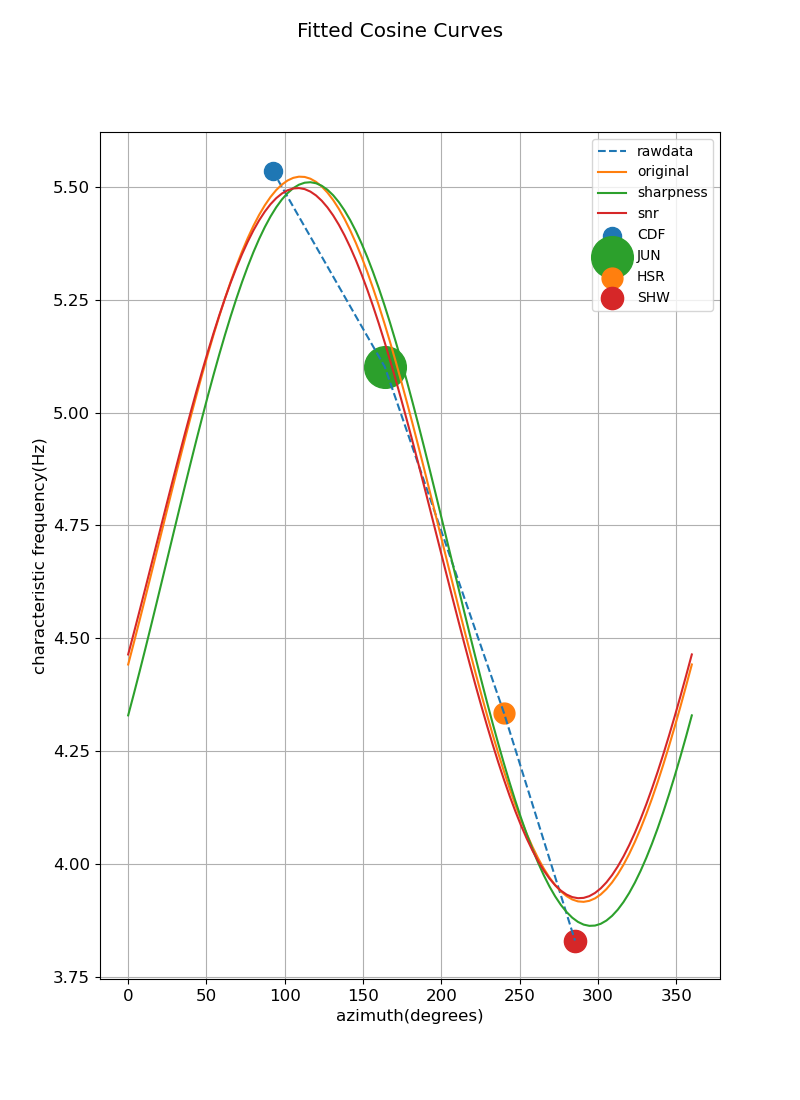 Fitted Cosine Curves
rawdata
original
sharpness
snr
CDF
JUN
HSR
SHW
characteristic frequency(Hz)
5.50
5.25
5.00
4.75
4.50
4.25
4.00
3.75
0 50 100 150 200 250 300 350
azimuth(degrees)